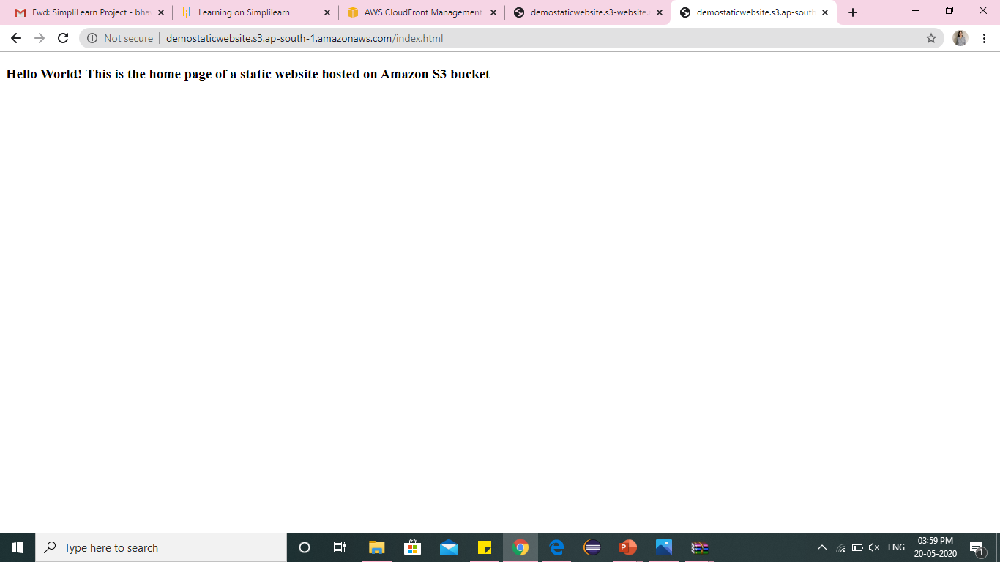 Fwd: SimpliLearn Project - bha
Learning on Simplilearn
AWS CloudFront Management
demostaticwebsite.s3-website.
demostaticwebsite.s3.ap-south
Not secure
demostaticwebsite.s3.ap-south-1.amazonaws.com/index.html
Hello World! This is the home page of a static website hosted on Amazon S3 bucket
Type here to search
ENG
03:59 PM
20-05-2020
1